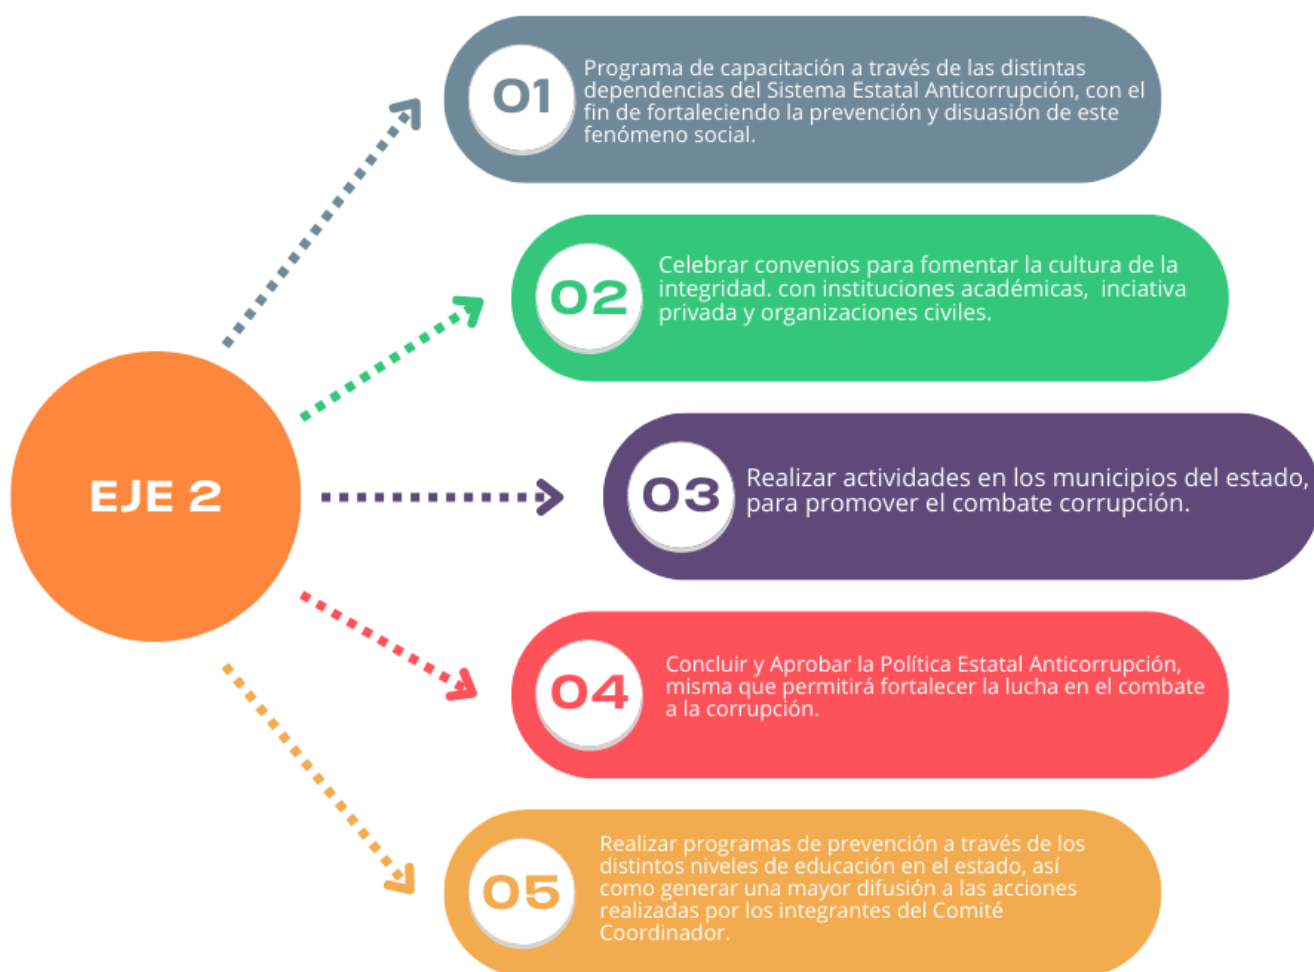 01
Programa de capacitación a través de las distintas
dependencias del Sistema Estatal Anticorrupción, con el
fin de fortaleciendo la prevención y disuasión de este
fenómeno social.
02
Celebrar convenios para fomentar la cultura de la
integridad. con instituciones académicas, inciativa
privada y organizaciones civiles.
EJE 2
03
Realizar actividades en los municipios del estado,
para promover el combate corrupción.
04
Concluir y Aprobar la Política Estatal Anticorrupción,
misma que permitirá fortalecer la lucha en el combate
a la corrupción.
05
Realizar programas de prevención a través de los
distintos niveles de educación en el estado, así
como generar una mayor difusión a las acciones
realizadas por los integrantes del Comité
Coordinador.